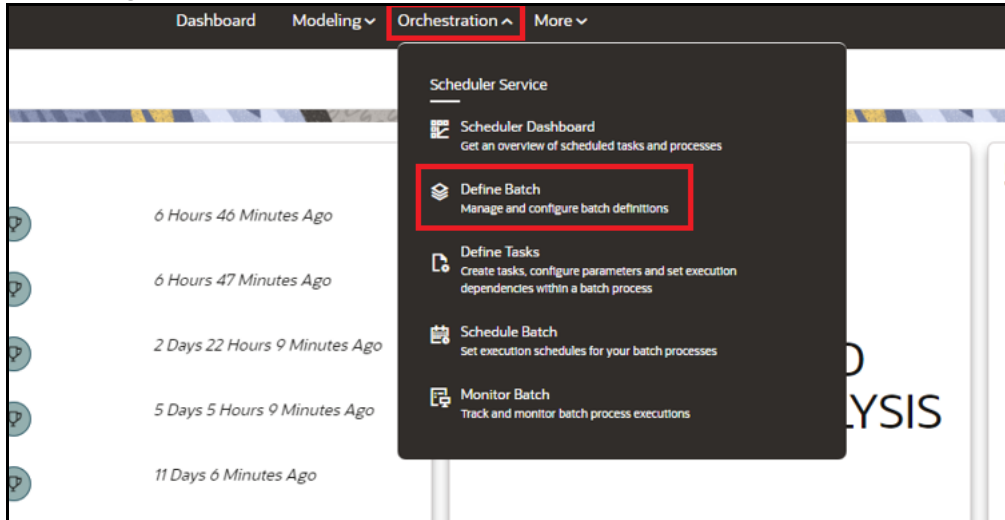 Dashboard Modeling Orchestration More
Scheduler Service
Scheduler Dashboard
Get an overview of scheduled tasks and processes
Define Batch
Manage and configure batch definitions
6 Hours 46 Minutes Ago
Define Tasks
Create tasks, configure parameters and set execution
dependencies within a batch process
6 Hours 47 Minutes Ago
Schedule Batch
Set execution schedules for your batch processes
2 Days 22 Hours 9 Minutes Ago
Monitor Batch
Track and monitor batch process executions
5 Days 5 Hours 9 Minutes Ago
YSIS
11 Days 6 Minutes Ago